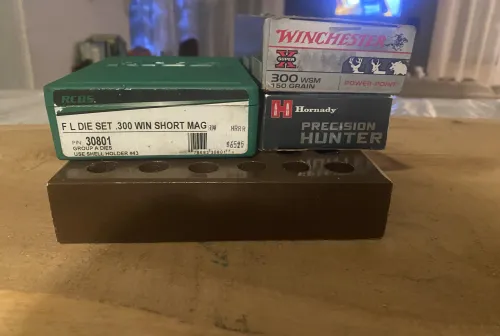 RCBS.
F L DIE SET .300 WIN SHORT MAG
P/N 30801
GROUP A DIES
USE SHELL HOLDER #43
WINCHESTER
SUPER
X
300 WSM
150 GRAIN
POWER-POINT
H Hornady
PRECISION
HUNTER